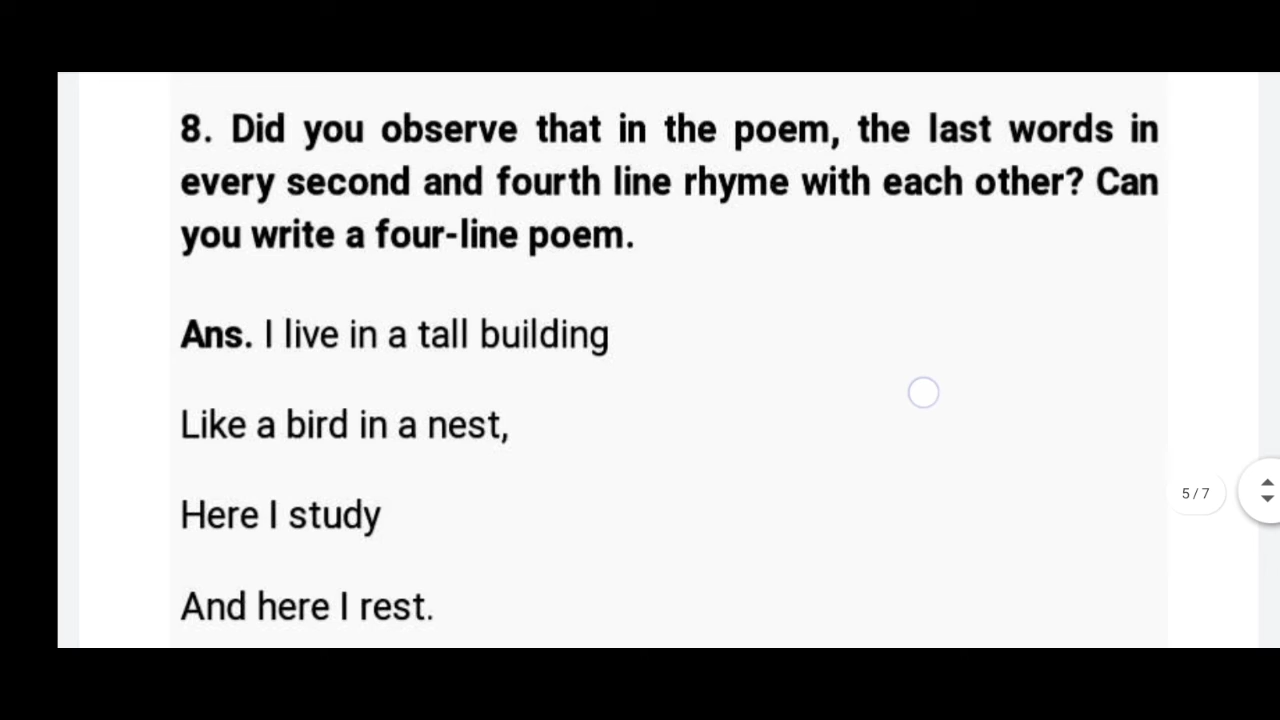 8. Did you observe that in the poem, the last words in
every second and fourth line rhyme with each other? Can
you write a four-line poem.
Ans. I live in a tall building
Like a bird in a nest,
Here I study
5 / 7
And here I rest.